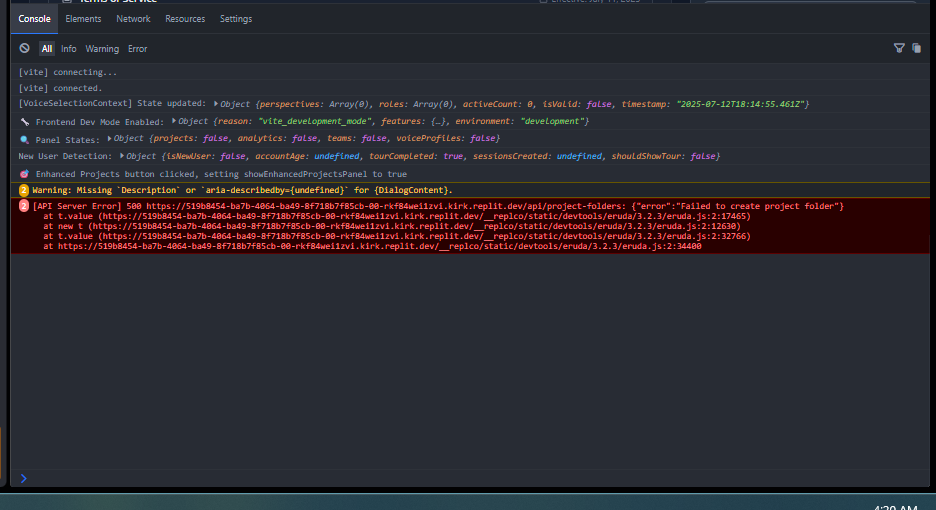 Terms of Service
Effective: July 11, 2025
Console Elements Network Resources Settings
All Info Warning Error
[vite] connecting...
[vite] connected.
[VoiceSelectionContext] State updated: ▶Object {perspectives: Array(0), roles: Array(0), activeCount: 0, isValid: false, timestamp: "2025-07-12T18:14:55.461Z"}
🔧 Frontend Dev Mode Enabled: ▶Object {reason: "vite_development_mode", features: {…}, environment: "development"}
🔍 Panel States: ▶Object {projects: false, analytics: false, teams: false, voiceProfiles: false}
New User Detection: ▶Object {isNewUser: false, accountAge: undefined, tourCompleted: true, sessionsCreated: undefined, shouldShowTour: false}
🎯 Enhanced Projects button clicked, setting showEnhancedProjectsPanel to true
2 Warning: Missing `Description` or `aria-describedby={undefined}` for {DialogContent}.
2 [API Server Error] 500 https://519b8454-ba7b-4064-ba49-8f718b7f85cb-00-rkf84wei1zvi.kirk.replit.dev/api/project-folders: {"error":"Failed to create project folder"}
at t.value (https://519b8454-ba7b-4064-ba49-8f718b7f85cb-00-rkf84wei1zvi.kirk.replit.dev/__replco/static/devtools/eruda/3.2.3/eruda.js:2:17465)
at new t (https://519b8454-ba7b-4064-ba49-8f718b7f85cb-00-rkf84wei1zvi.kirk.replit.dev/__replco/static/devtools/eruda/3.2.3/eruda.js:2:12630)
at t.value (https://519b8454-ba7b-4064-ba49-8f718b7f85cb-00-rkf84wei1zvi.kirk.replit.dev/__replco/static/devtools/eruda/3.2.3/eruda.js:2:32766)
at https://519b8454-ba7b-4064-ba49-8f718b7f85cb-00-rkf84wei1zvi.kirk.replit.dev/__replco/static/devtools/eruda/3.2.3/eruda.js:2:34400
4:20 AM